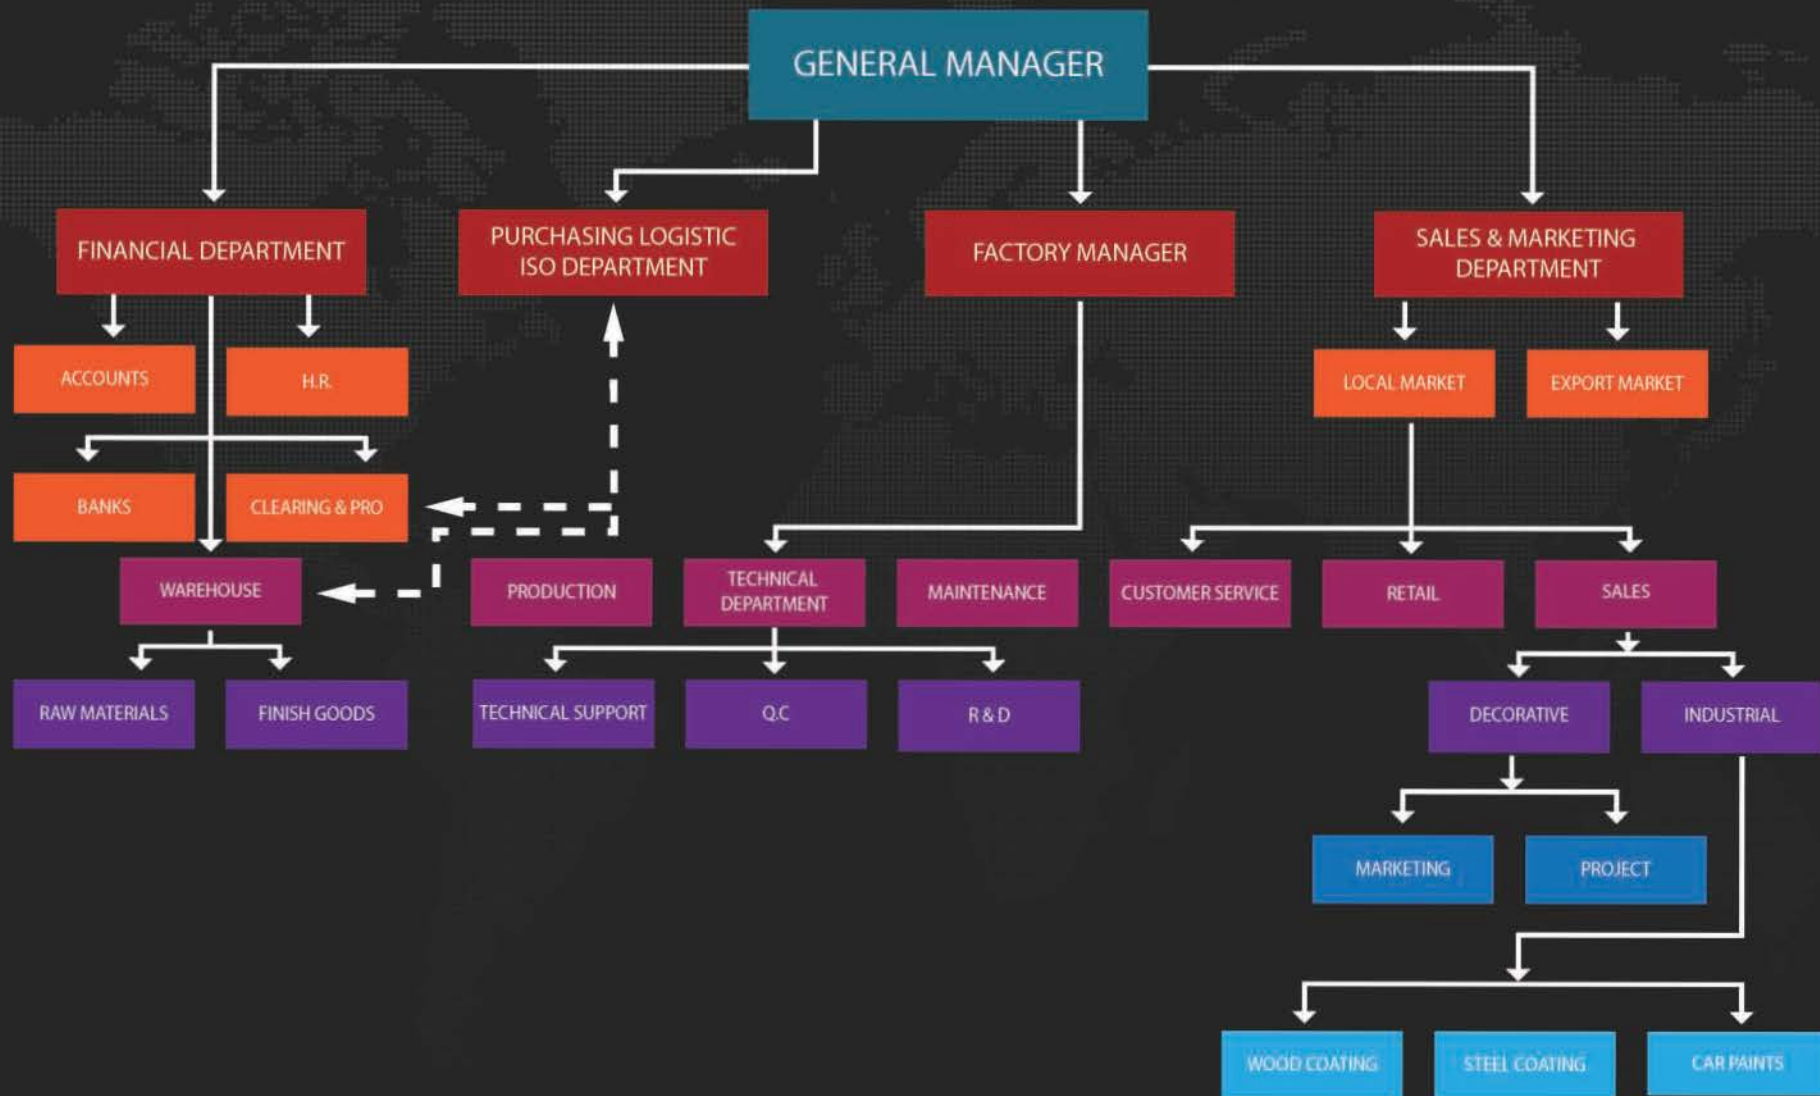 GENERAL MANAGER
FINANCIAL DEPARTMENT
PURCHASING LOGISTIC
ISO DEPARTMENT
FACTORY MANAGER
SALES & MARKETING
DEPARTMENT
ACCOUNTS
H.R.
LOCAL MARKET
EXPORT MARKET
BANKS
CLEARING & PRO
WAREHOUSE
PRODUCTION
TECHNICAL
DEPARTMENT
MAINTENANCE
CUSTOMER SERVICE
RETAIL
SALES
RAW MATERIALS
FINISH GOODS
TECHNICAL SUPPORT
Q.C
R & D
DECORATIVE
INDUSTRIAL
MARKETING
PROJECT
WOOD COATING
STEEL COATING
CAR PAINTS